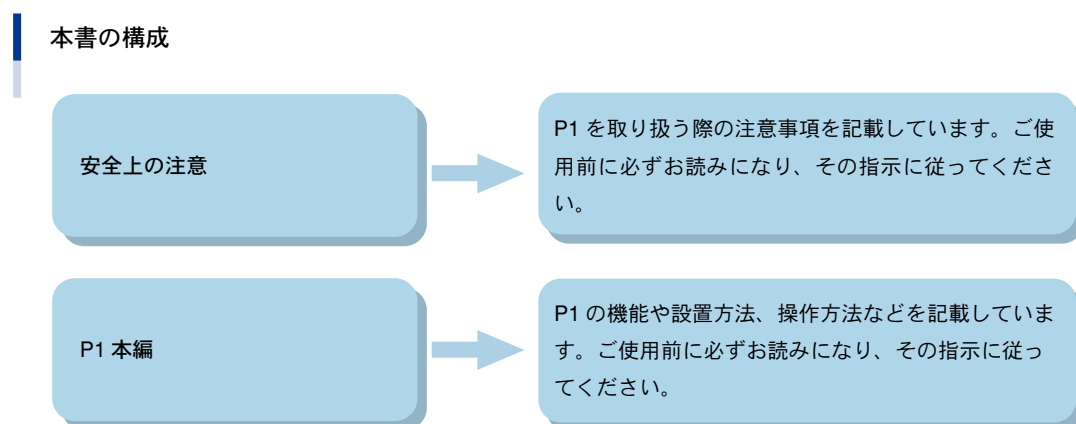 本書の構成
安全上の注意
P1 を取り扱う際の注意事項を記載しています。ご使
用前に必ずお読みになり、その指示に従ってくださ
い。
P1 本編
P1 の機能や設置方法、操作方法などを記載していま
す。ご使用前に必ずお読みになり、その指示に従っ
てください。